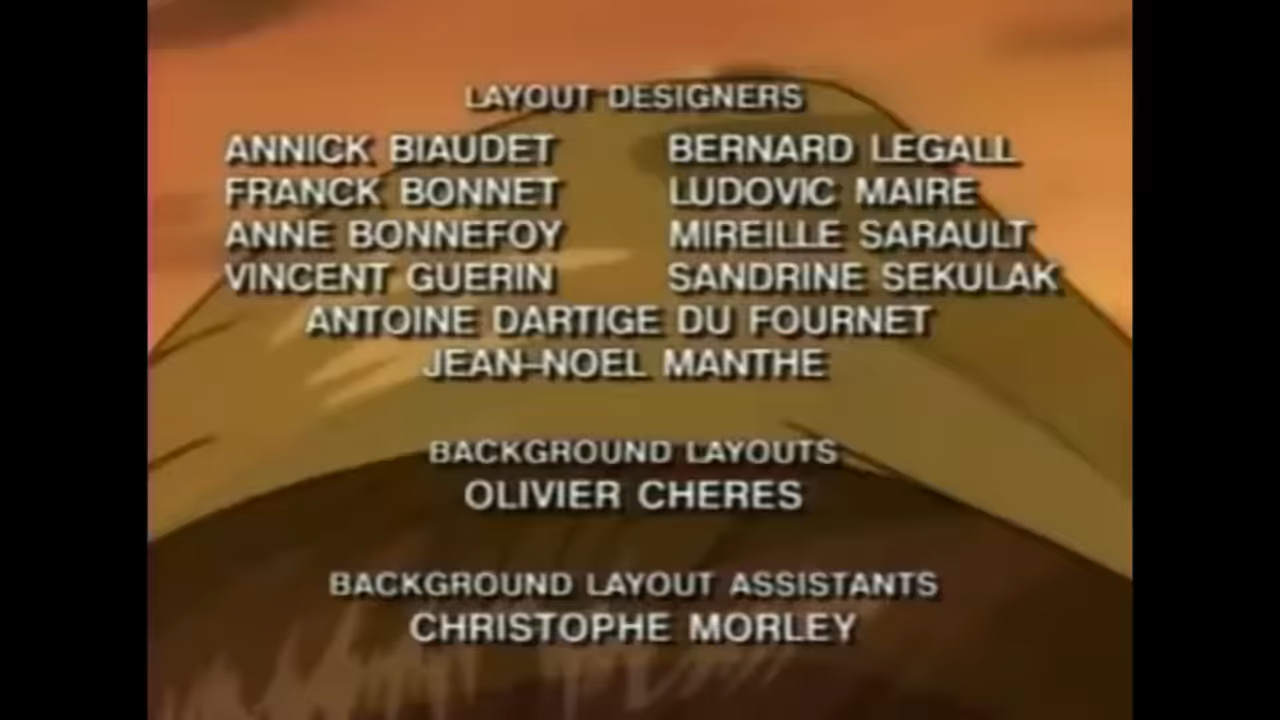 LAYOUT DESIGNERS
ANNICK BIAUDET BERNARD LEGALL
FRANCK BONNET LUDOVIC MAIRE
ANNE BONNEFOY MIREILLE SARAULT
VINCENT GUERIN SANDRINE SEKULAK
ANTOINE DARTIGE DU FOURNET
JEAN-NOEL MANTHE
BACKGROUND LAYOUTS
OLIVIER CHERES
BACKGROUND LAYOUT ASSISTANTS
CHRISTOPHE MORLEY